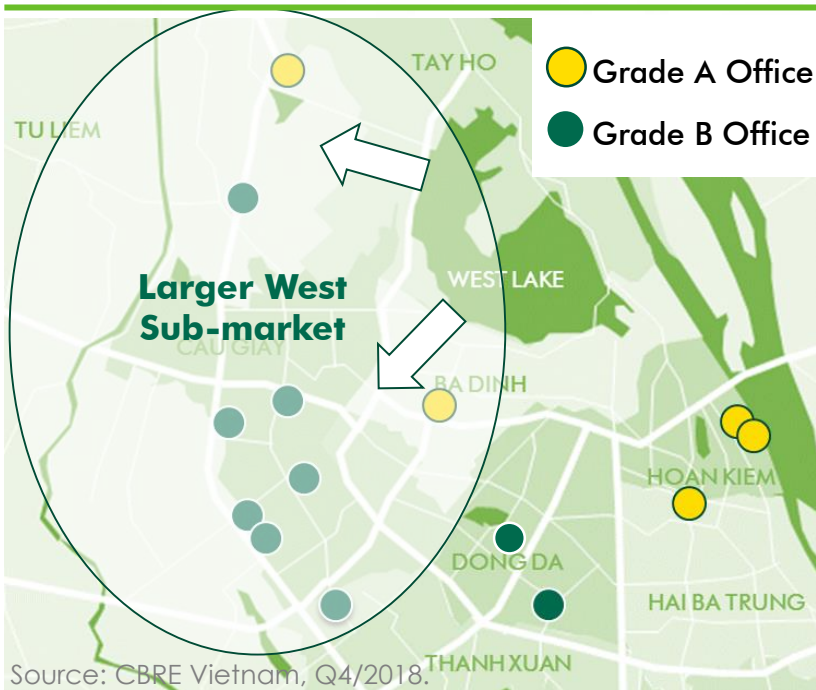 TAY HO
Grade A Office
Grade B Office
TU LIEM
WEST LAKE
Larger West
Sub-market
CAU GIAY
BA DINH
HOAN KIEM
DONG DA
HAI BA TRUNG
THANH XUAN
Source: CBRE Vietnam, Q4/2018.